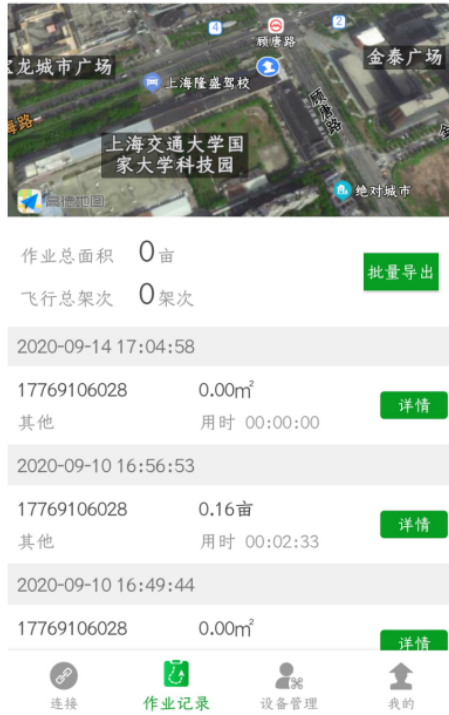 4
2
顾唐路
龙城市广场
金泰广场
上海隆盛驾校
顾唐路
海路
上海交通大学国
家大学科技园
绝对城市
高德地图
作业总面积 0亩
批量导出
飞行总架次 0架次
2020-09-14 17:04:58
17769106028 0.00㎡
详情
其他 用时 00:00:00
2020-09-10 16:56:53
17769106028 0.16亩
详情
其他 用时 00:02:33
2020-09-10 16:49:44
17769106028 0.00㎡
详情
连接 作业记录 设备管理 我的